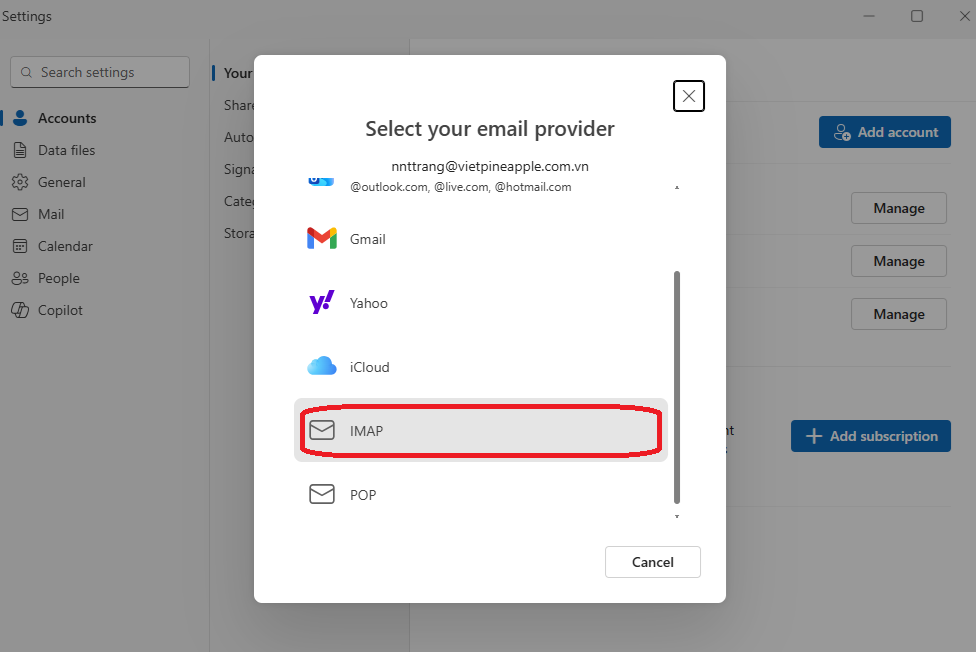 Settings
Search settings
Accounts
Data files
General
Mail
Calendar
People
Copilot
Your
Share
Auto
Signa
Categ
Stora
Select your email provider
nnttrang@vietpineapple.com.vn
@outlook.com, @live.com, @hotmail.com
Gmail
Yahoo
iCloud
IMAP
POP
Cancel
Add account
Manage
Manage
Manage
nt
Add subscription